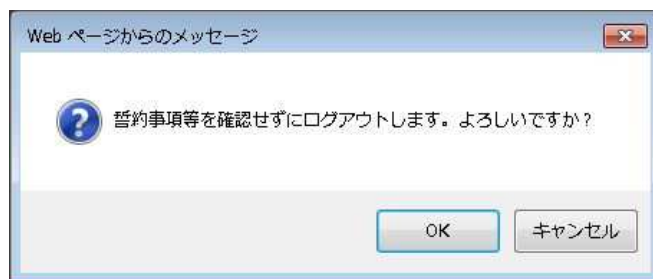 Web ページからのメッセージ
誓約事項等を確認せずにログアウトします。よろしいですか?
OK
キャンセル